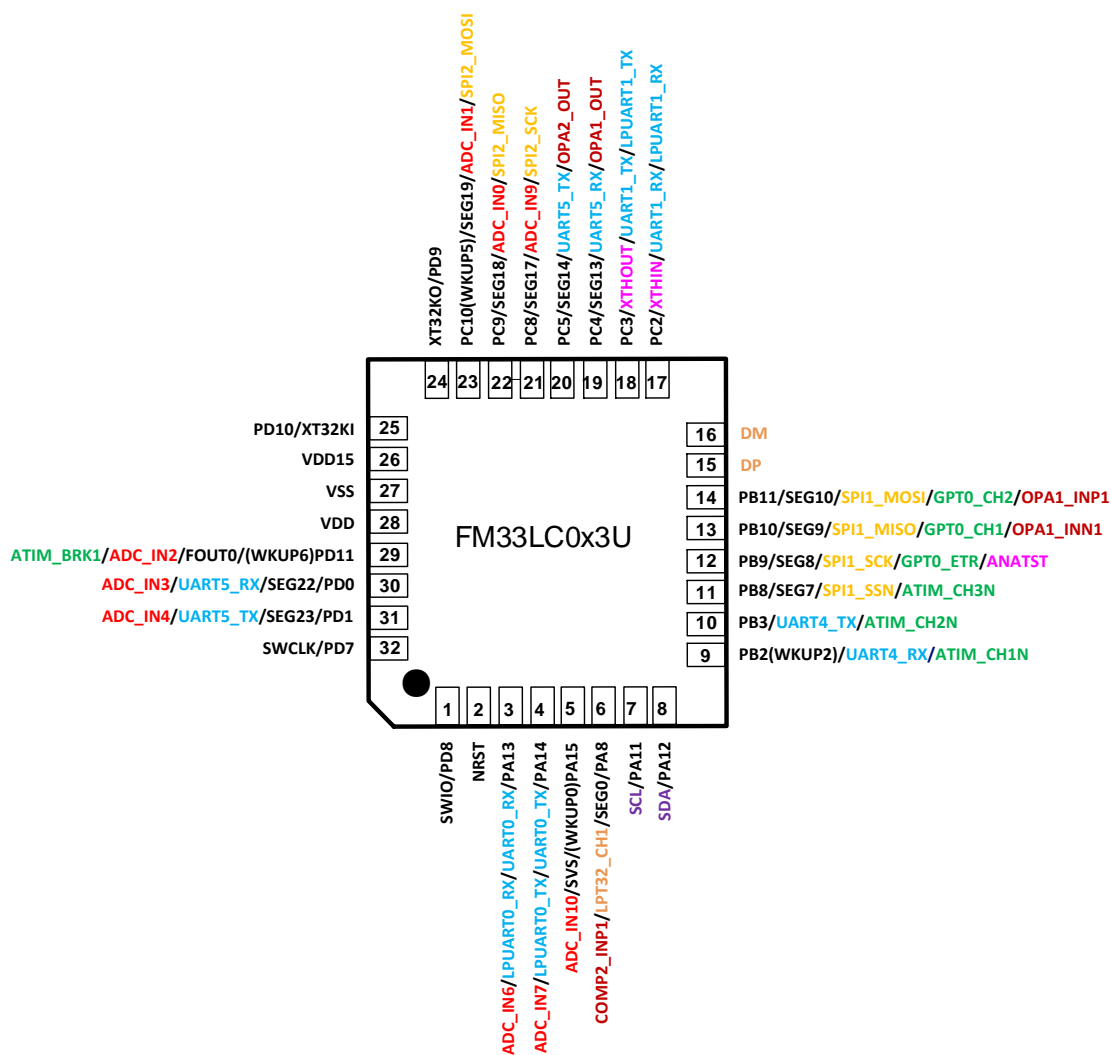 XT32KO/PD9
PC10(WKUP5)/SEG19/ADC_IN1/SPI2_MOSI
PC9/SEG18/ADC_IN0/SPI2_MISO
PC8/SEG17/ADC_IN9/SPI2_SCK
PC5/SEG14/UART5_TX/OPA2_OUT
PC4/SEG13/UART5_RX/OPA1_OUT
PC3/XTHOUT/UART1_TX/LPUART1_TX
PC2/XTHIN/UART1_RX/LPUART1_RX
24 23 22 21 20 19 18 17
PD10/XT32KI 25
VDD15 26
VSS 27
VDD 28
ATIM_BRK1/ADC_IN2/FOUT0/(WKUP6)PD11 29
ADC_IN3/UART5_RX/SEG22/PD0 30
ADC_IN4/UART5_TX/SEG23/PD1 31
SWCLK/PD7 32
FM33LC0x3U
16 DM
15 DP
14 PB11/SEG10/SPI1_MOSI/GPT0_CH2/OPA1_INP1
13 PB10/SEG9/SPI1_MISO/GPT0_CH1/OPA1_INN1
12 PB9/SEG8/SPI1_SCK/GPT0_ETR/ANATST
11 PB8/SEG7/SPI1_SSN/ATIM_CH3N
10 PB3/UART4_TX/ATIM_CH2N
9 PB2(WKUP2)/UART4_RX/ATIM_CH1N
1 2 3 4 5 6 7 8
SWIO/PD8
NRST
ADC_IN6/LPUART0_RX/UART0_RX/PA13
ADC_IN7/LPUART0_TX/UART0_TX/PA14
ADC_IN10/SVS/(WKUP0)PA15
COMP2_INP1/LPT32_CH1/SEG0/PA8
SCL/PA11
SDA/PA12